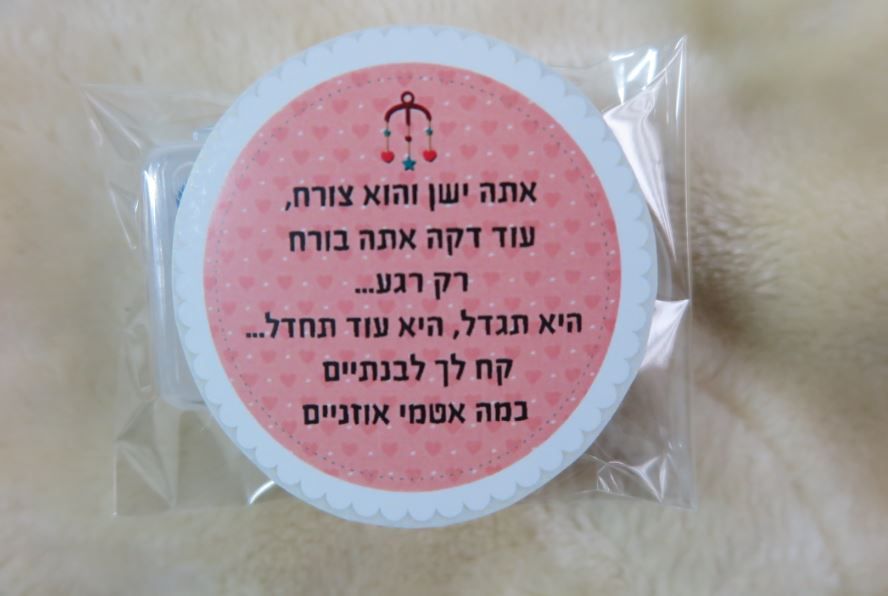 אתה ישן והוא צורח,
עוד דקה אתה בורח
רק רגע...
היא תגדל, היא עוד תחדל...
קח לך לבנתיים
כמה אטמי אוזניים